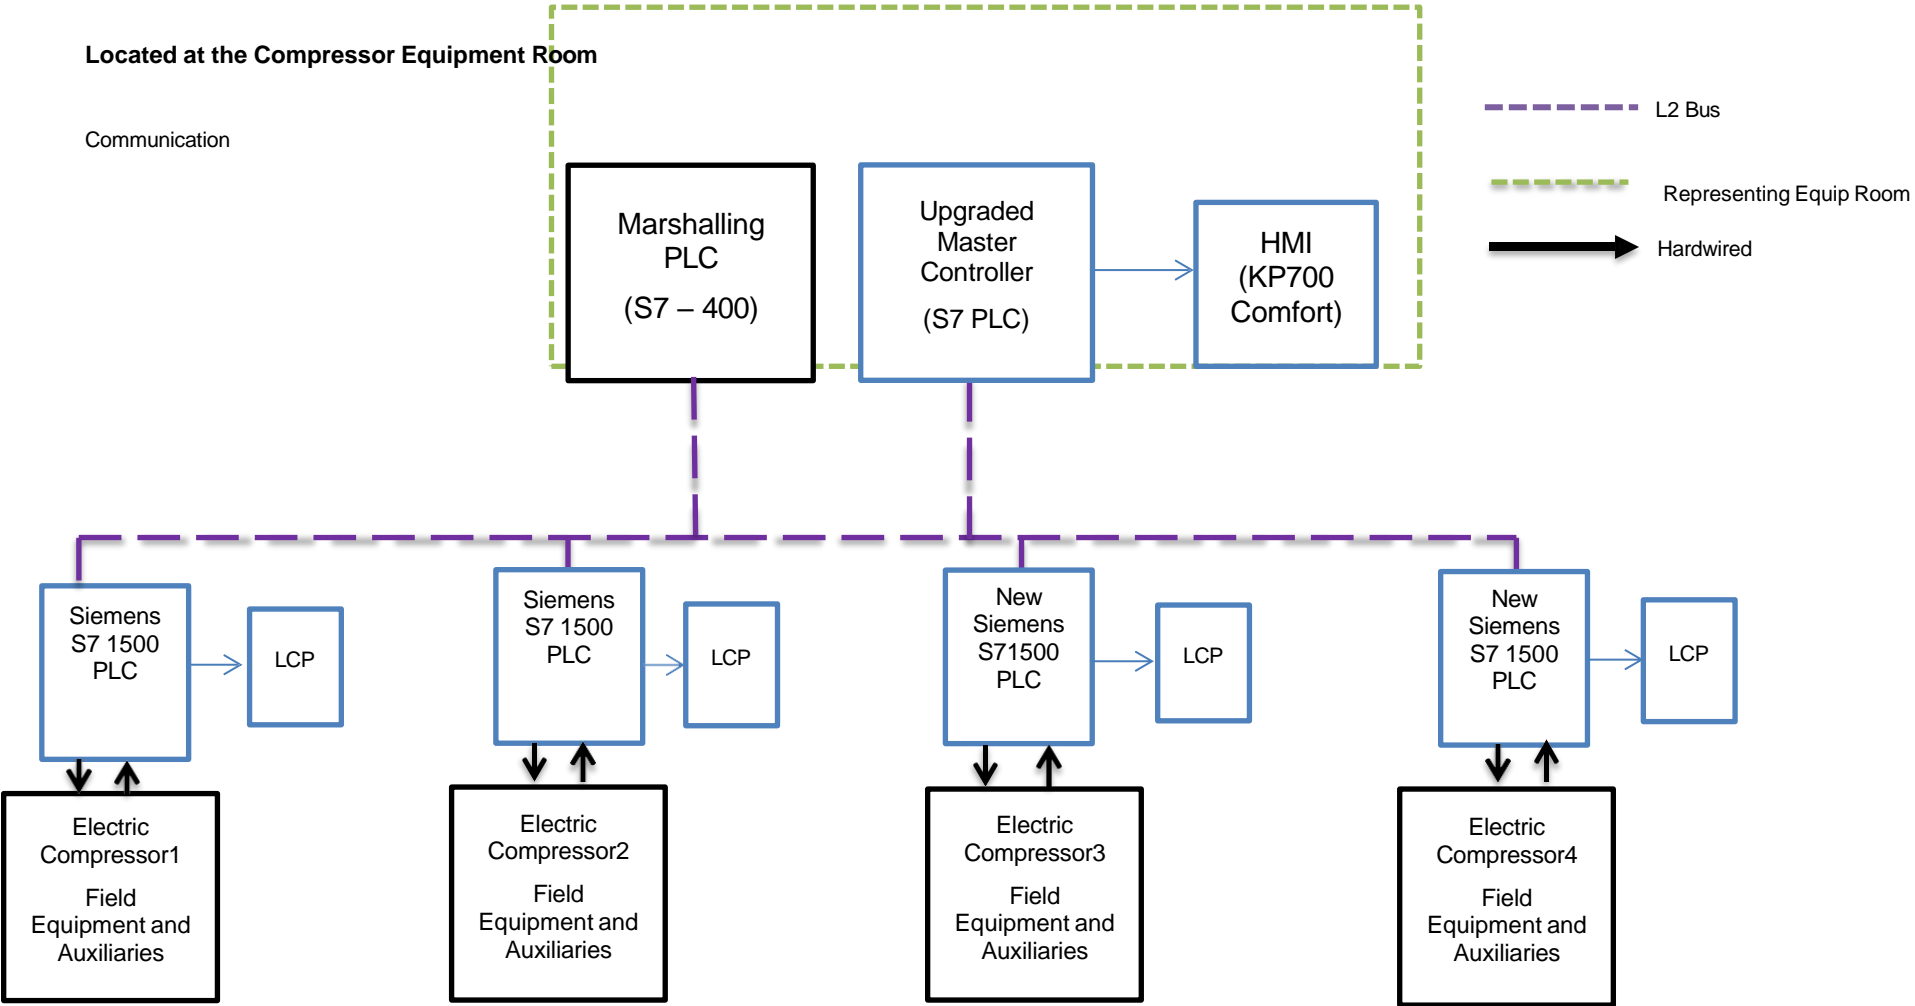 Located at the Compressor Equipment Room
Communication
L2 Bus
Representing Equip Room
Hardwired
Marshalling
PLC
(S7 – 400)
Upgraded
Master
Controller
(S7 PLC)
HMI
(KP700
Comfort)
Siemens
S7 1500
PLC
LCP
Siemens
S7 1500
PLC
LCP
New
Siemens
S71500
PLC
LCP
New
Siemens
S7 1500
PLC
LCP
Electric
Compressor1
Field
Equipment and
Auxiliaries
Electric
Compressor2
Field
Equipment and
Auxiliaries
Electric
Compressor3
Field
Equipment and
Auxiliaries
Electric
Compressor4
Field
Equipment and
Auxiliaries